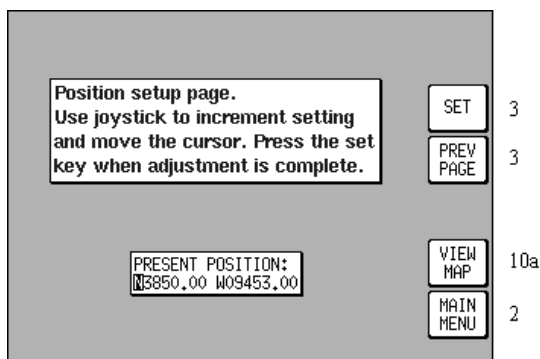 Position setup page.
Use joystick to increment setting
and move the cursor. Press the set
key when adjustment is complete.
SET
3
PREV
PAGE
3
PRESENT POSITION:
N3850.00 W09453.00
VIEW
MAP
10a
MAIN
MENU
2